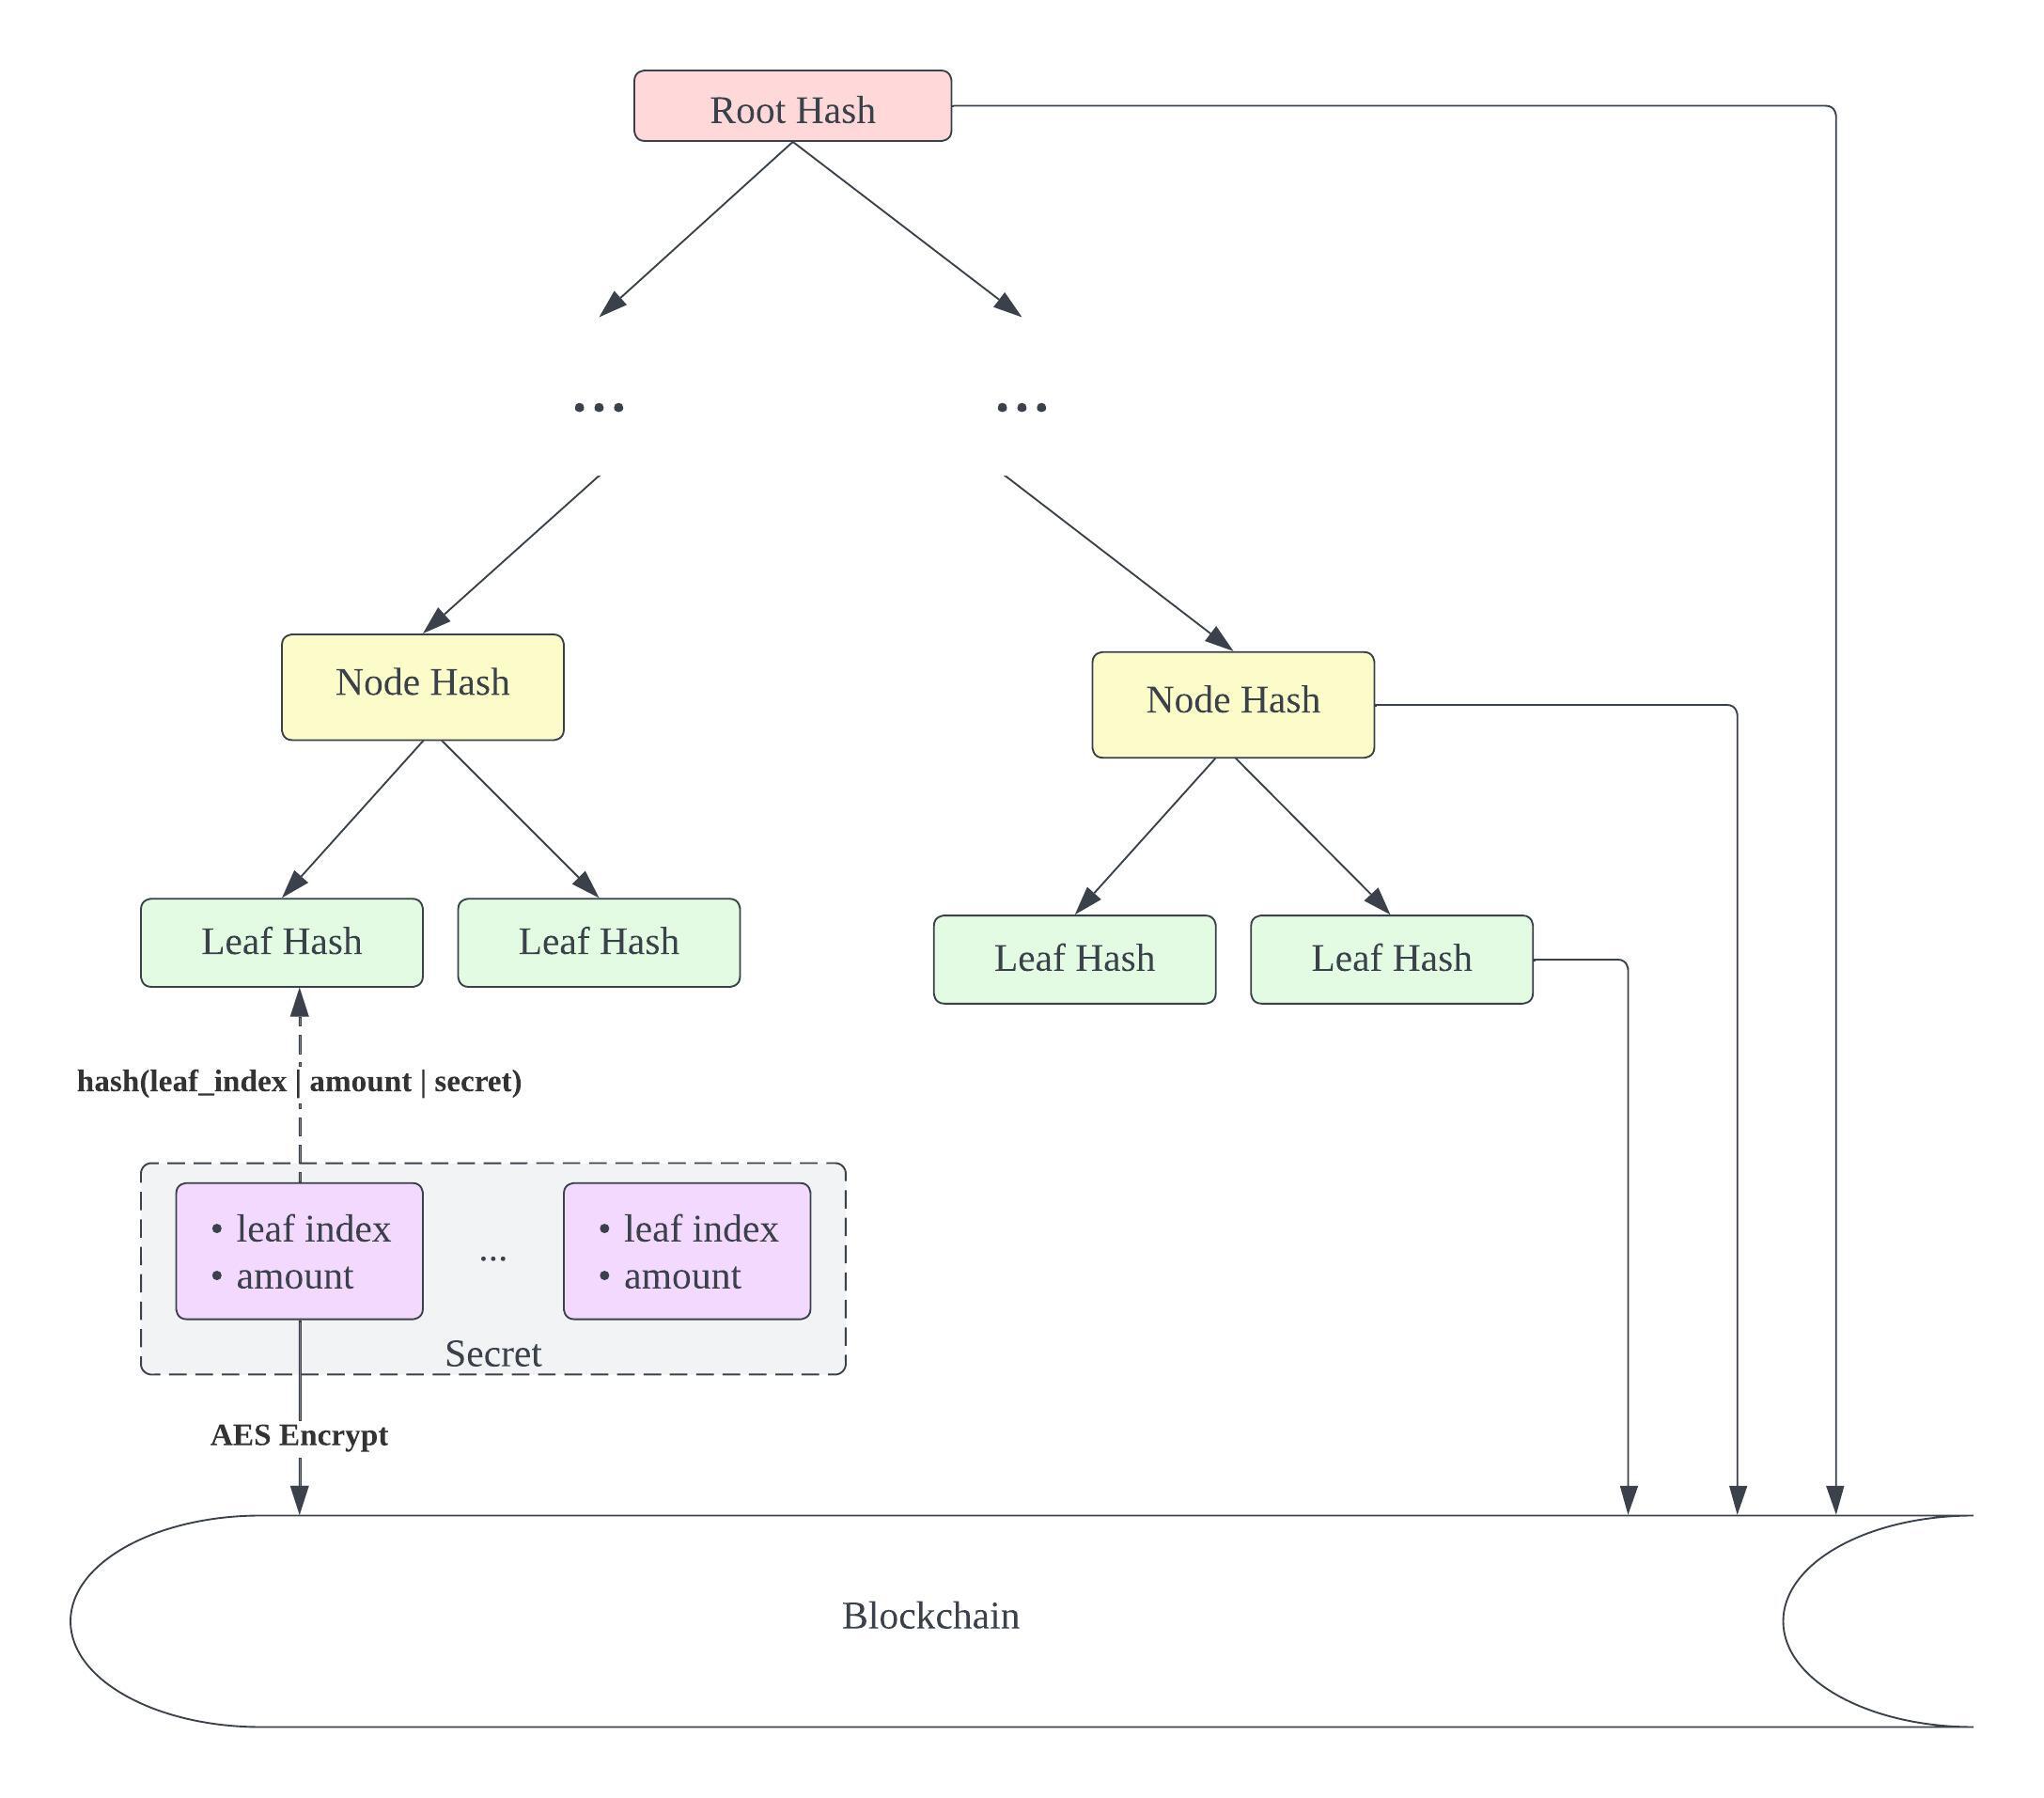 Root Hash
...
...
Node Hash
Node Hash
Leaf Hash
Leaf Hash
Leaf Hash
Leaf Hash
hash(leaf_index | amount | secret)
• leaf index
• amount
...
• leaf index
• amount
Secret
AES Encrypt
Blockchain